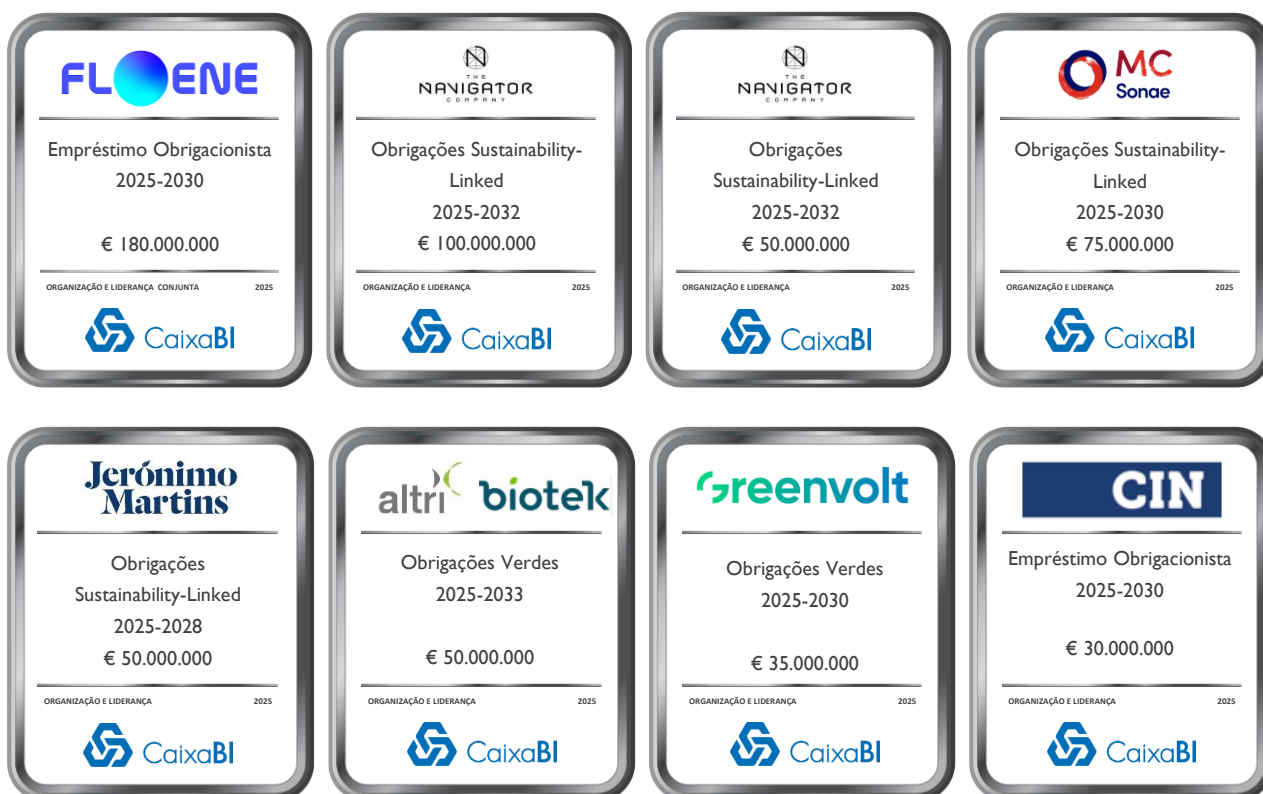 FLOENE
Empréstimo Obrigacionista
2025-2030
€ 180.000.000
ORGANIZAÇÃO E LIDERANÇA CONJUNTA 2025
CaixaBI
THE
NAVIGATOR
COMPANY
Obrigações Sustainability-
Linked
2025-2032
€ 100.000.000
ORGANIZAÇÃO E LIDERANÇA 2025
CaixaBI
THE
NAVIGATOR
COMPANY
Obrigações
Sustainability-Linked
2025-2032
€ 50.000.000
ORGANIZAÇÃO E LIDERANÇA 2025
CaixaBI
MC
Sonae
Obrigações Sustainability-
Linked
2025-2030
€ 75.000.000
ORGANIZAÇÃO E LIDERANÇA 2025
CaixaBI
Jerónimo
Martins
Obrigações
Sustainability-Linked
2025-2028
€ 50.000.000
ORGANIZAÇÃO E LIDERANÇA 2025
CaixaBI
altri biotek
Obrigações Verdes
2025-2033
€ 50.000.000
ORGANIZAÇÃO E LIDERANÇA 2025
CaixaBI
Greenvolt
Obrigações Verdes
2025-2030
€ 35.000.000
ORGANIZAÇÃO E LIDERANÇA 2025
CaixaBI
CIN
Empréstimo Obrigacionista
2025-2030
€ 30.000.000
ORGANIZAÇÃO E LIDERANÇA 2025
CaixaBI